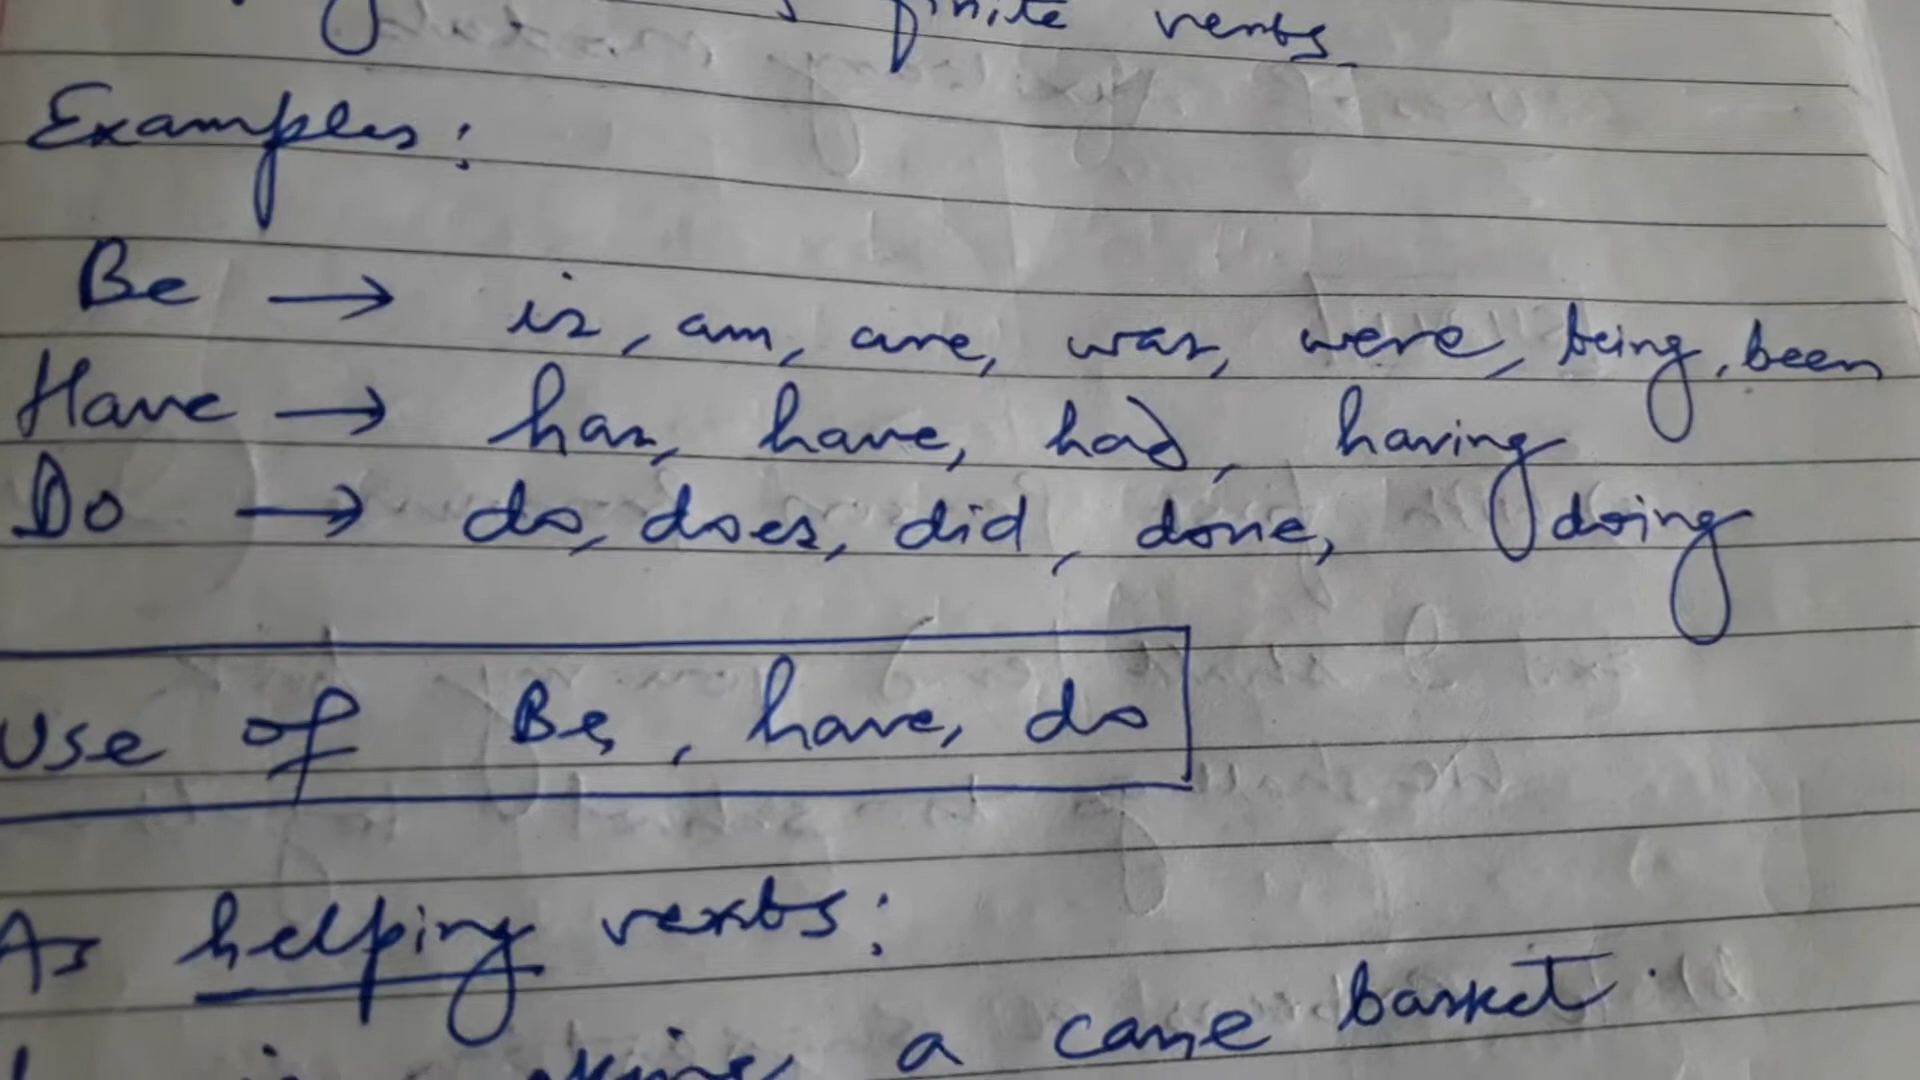 finite verbs
Examples:
Be → is, am, are, was, were, being, been
Have → has, have, had, having
Do → do, does, did, done, doing
Use of Be, have, do
As helping verbs:
a cane basket.